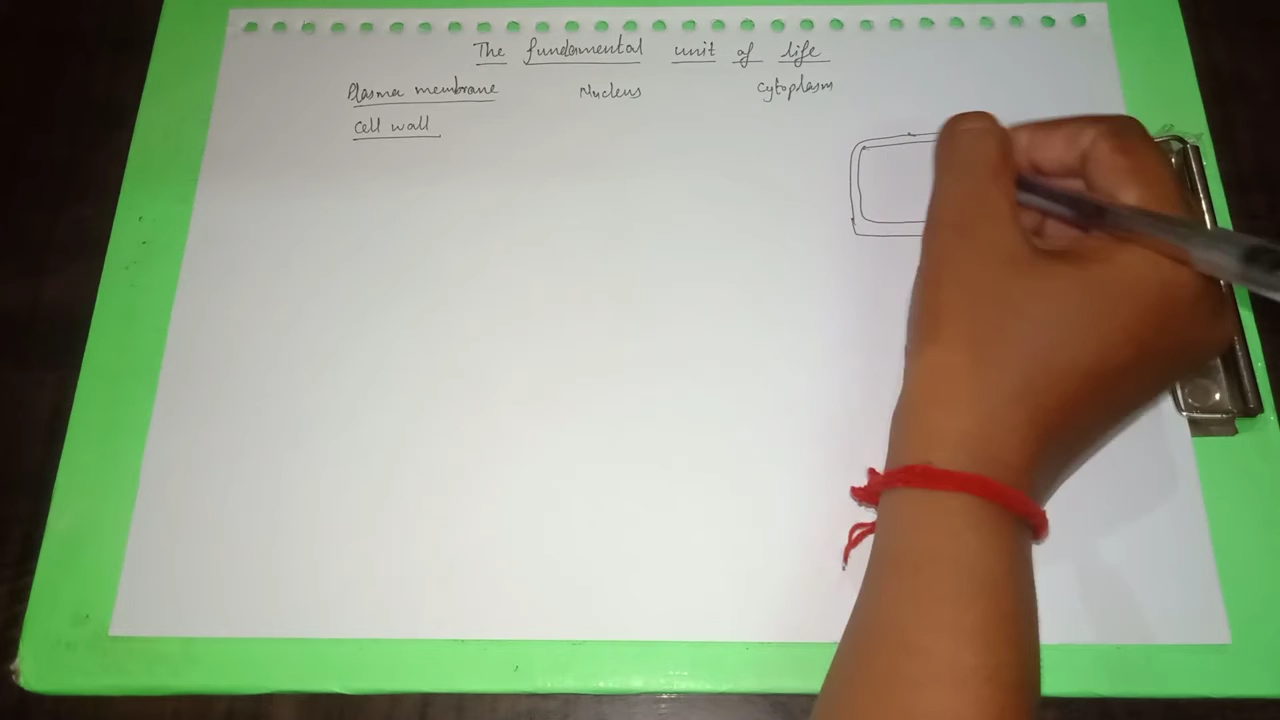 The fundamental unit of life
Plasma membrane Nucleus Cytoplasm
Cell wall